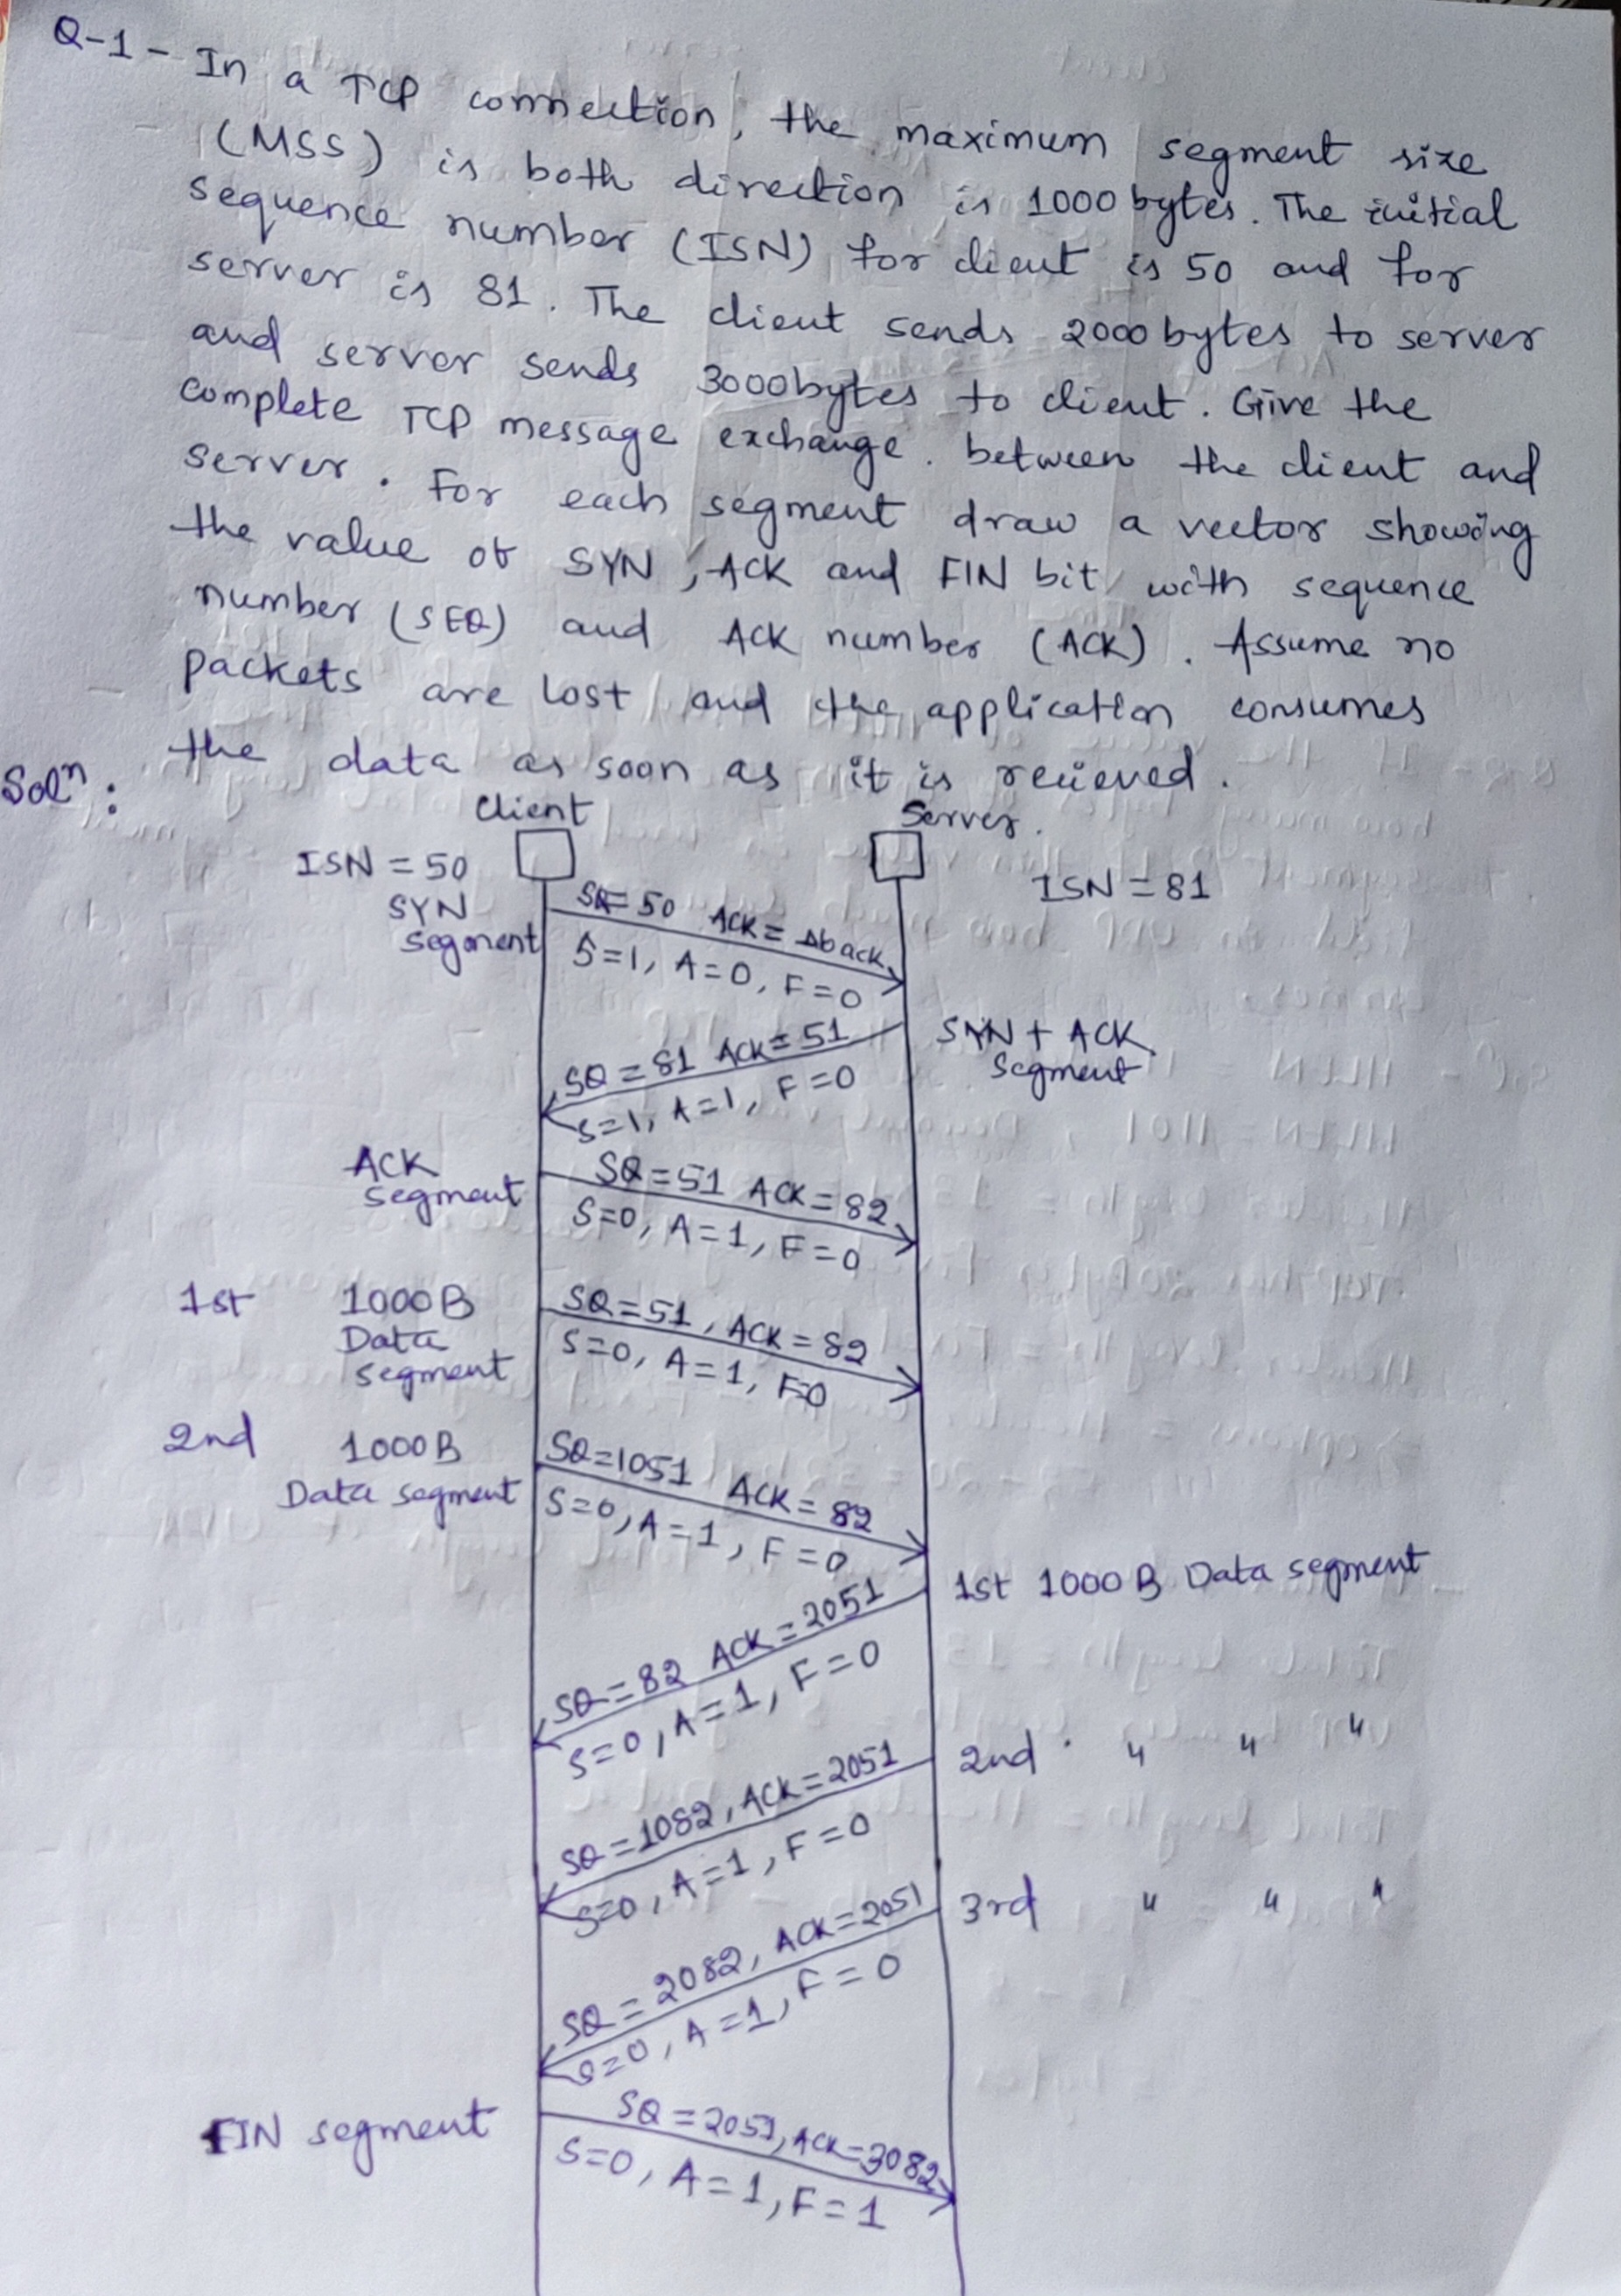 Q-1 - In a TCP connection, the maximum segment size
(MSS) is both direction is 1000 bytes. The initial
sequence number (ISN) for client is 50 and for
server is 81. The client sends 2000 bytes to server
and server sends 3000 bytes to client. Give the
complete TCP message exchange. between the client and
server. For each segment draw a vector showing
the value of SYN, ACK and FIN bit with sequence
number (SEQ) and ACK number (ACK). Assume no
packets are lost and the application consumes
the data as soon as it is recieved.
Solⁿ:
Client Server.
ISN = 50 ISN = 81
SYN
segment
SQ=50 ACK=
S=1, A=0, F=0
SYN + ACK
segment
SQ=81 ACK=51
S=1, A=1, F=0
ACK
segment
SQ=51 ACK=82
S=0, A=1, F=0
1st 1000B
Data
segment
SQ=51, ACK=82
S=0, A=1, F=0
2nd 1000B
Data segment
SQ=1051 ACK=82
S=0, A=1, F=0
1st 1000B Data segment
SQ=82 ACK=2051
S=0, A=1, F=0
2nd " " "
SQ=1082, ACK=2051
S=0, A=1, F=0
3rd " " "
SQ=2082, ACK=2051
S=0, A=1, F=0
FIN segment
SQ=2051, ACK=3082
S=0, A=1, F=1